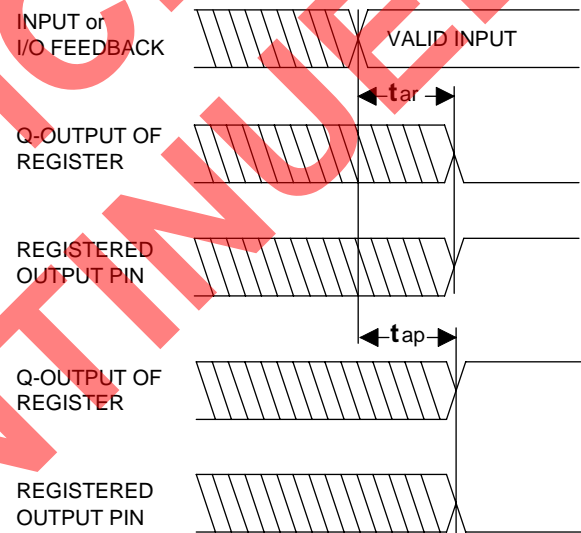 INPUT or
I/O FEEDBACK
VALID INPUT
tar
Q-OUTPUT OF
REGISTER
REGISTERED
OUTPUT PIN
tap
Q-OUTPUT OF
REGISTER
REGISTERED
OUTPUT PIN